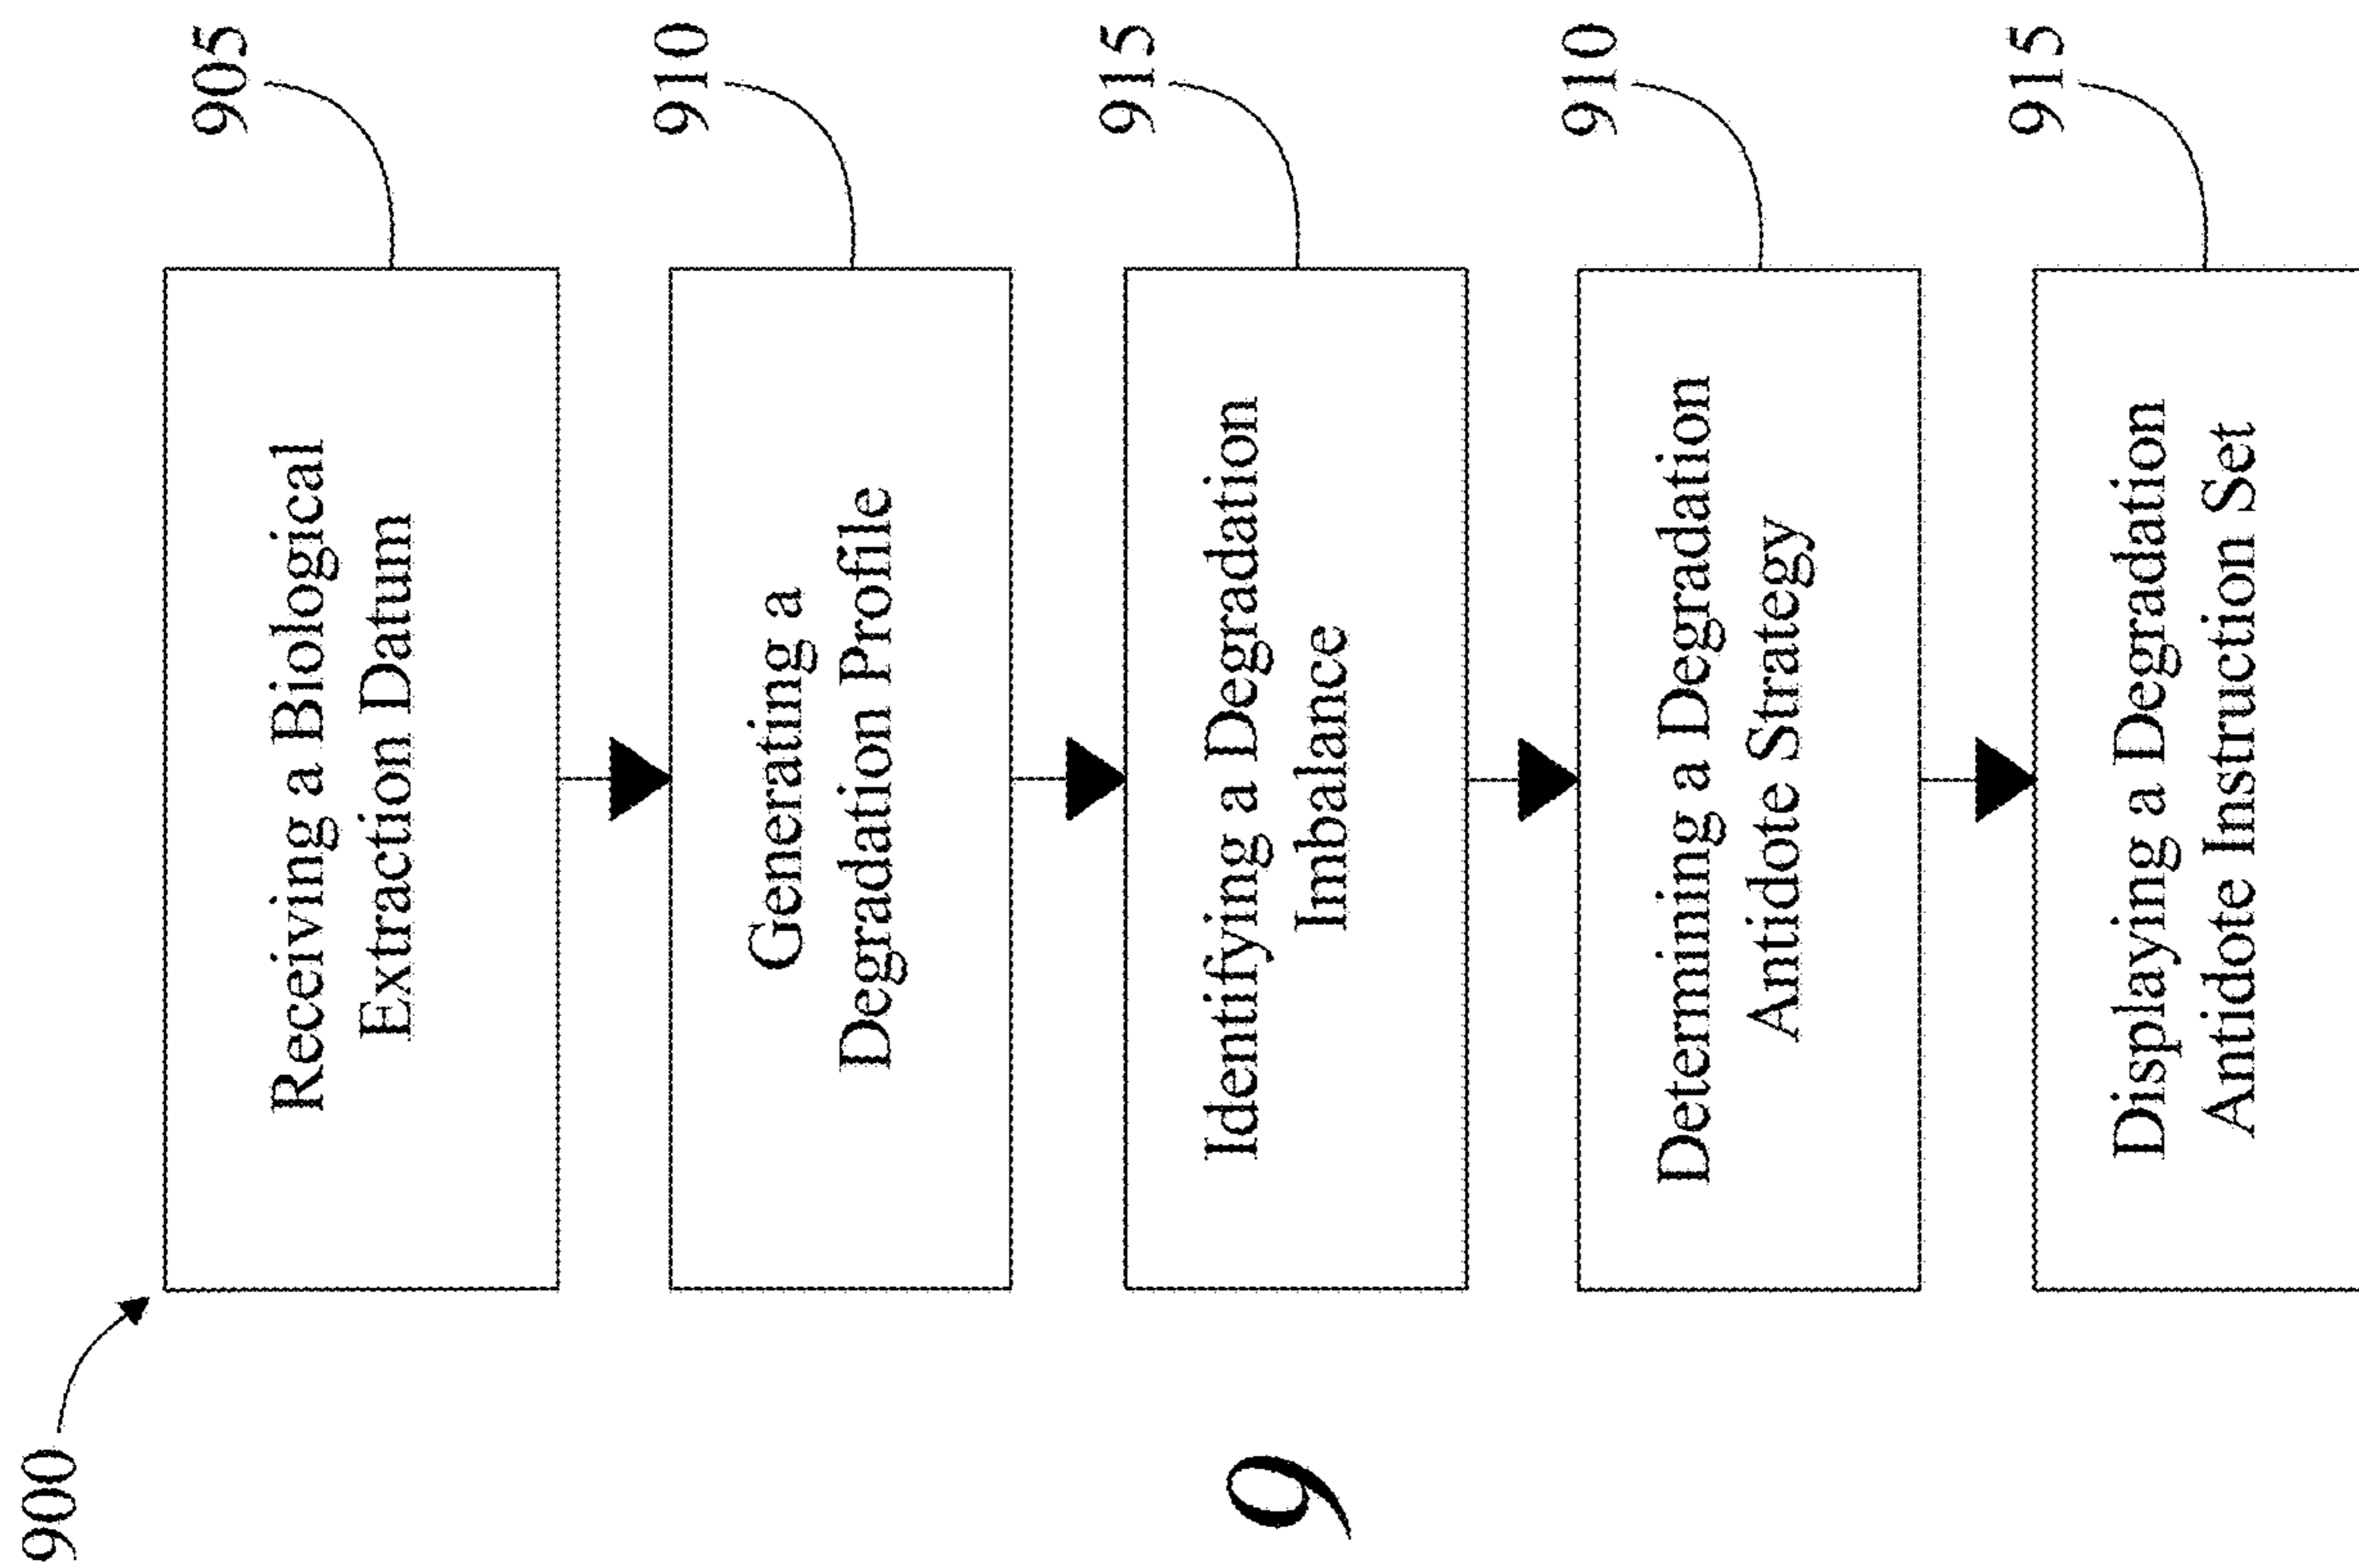 900
905
Receiving a Biological
Extraction Datum
910
Generating a
Degradation Profile
915
Identifying a Degradation
Imbalance
910
Determining a Degradation
Antidote Strategy
915
Displaying a Degradation
Antidote Instruction Set
9